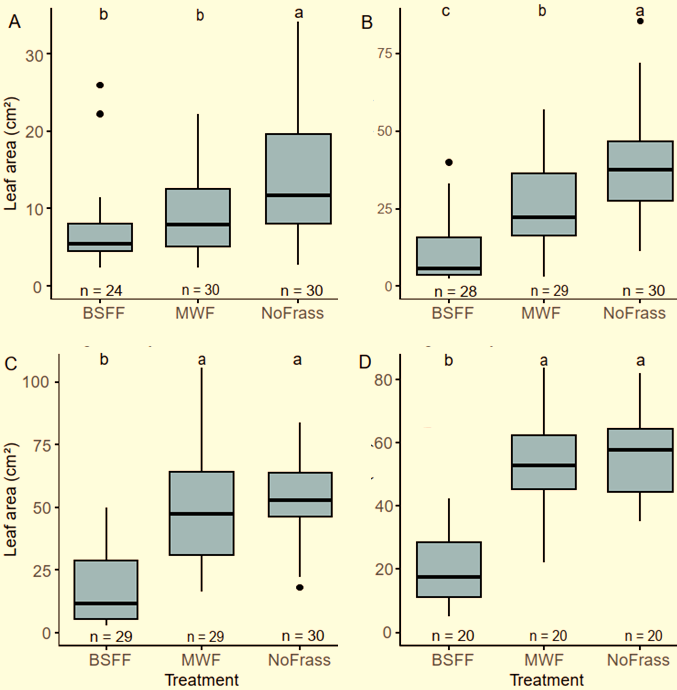 A
b b a
Leaf area (cm²)
30
20
10
0
n = 24 n = 30 n = 30
BSFF MWF NoFrass
B
c b a
75
50
25
0
n = 28 n = 29 n = 30
BSFF MWF NoFrass
C
b a a
Leaf area (cm²)
100
75
50
25
0
n = 29 n = 29 n = 30
BSFF MWF NoFrass
Treatment
D
b a a
80
60
40
20
0
n = 20 n = 20 n = 20
BSFF MWF NoFrass
Treatment